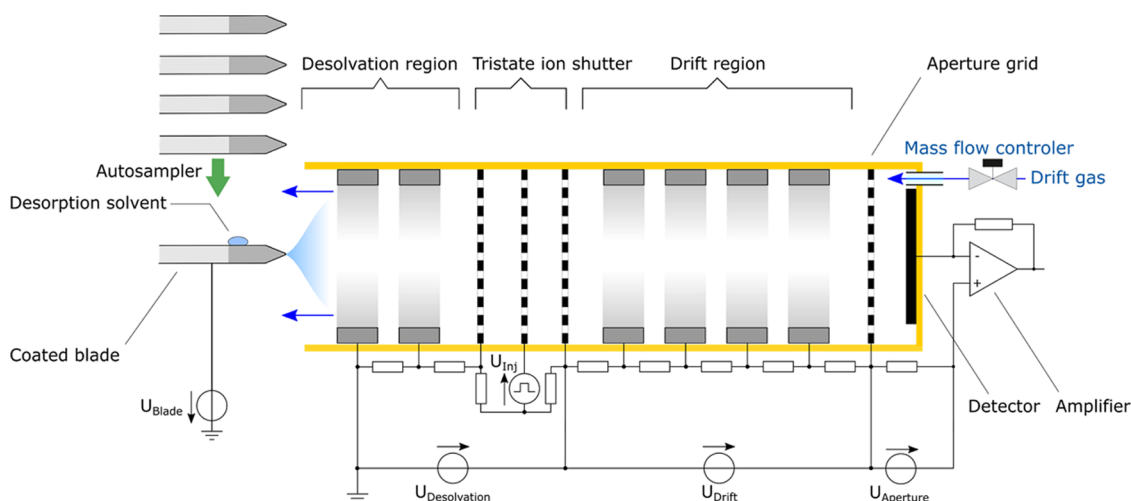 Desolvation region
Tristate ion shutter
Drift region
Aperture grid
Mass flow controler
Drift gas
Autosampler
Desorption solvent
Coated blade
U_Blade
U_Inj
-
+
Detector
Amplifier
U_Desolvation
U_Drift
U_Aperture